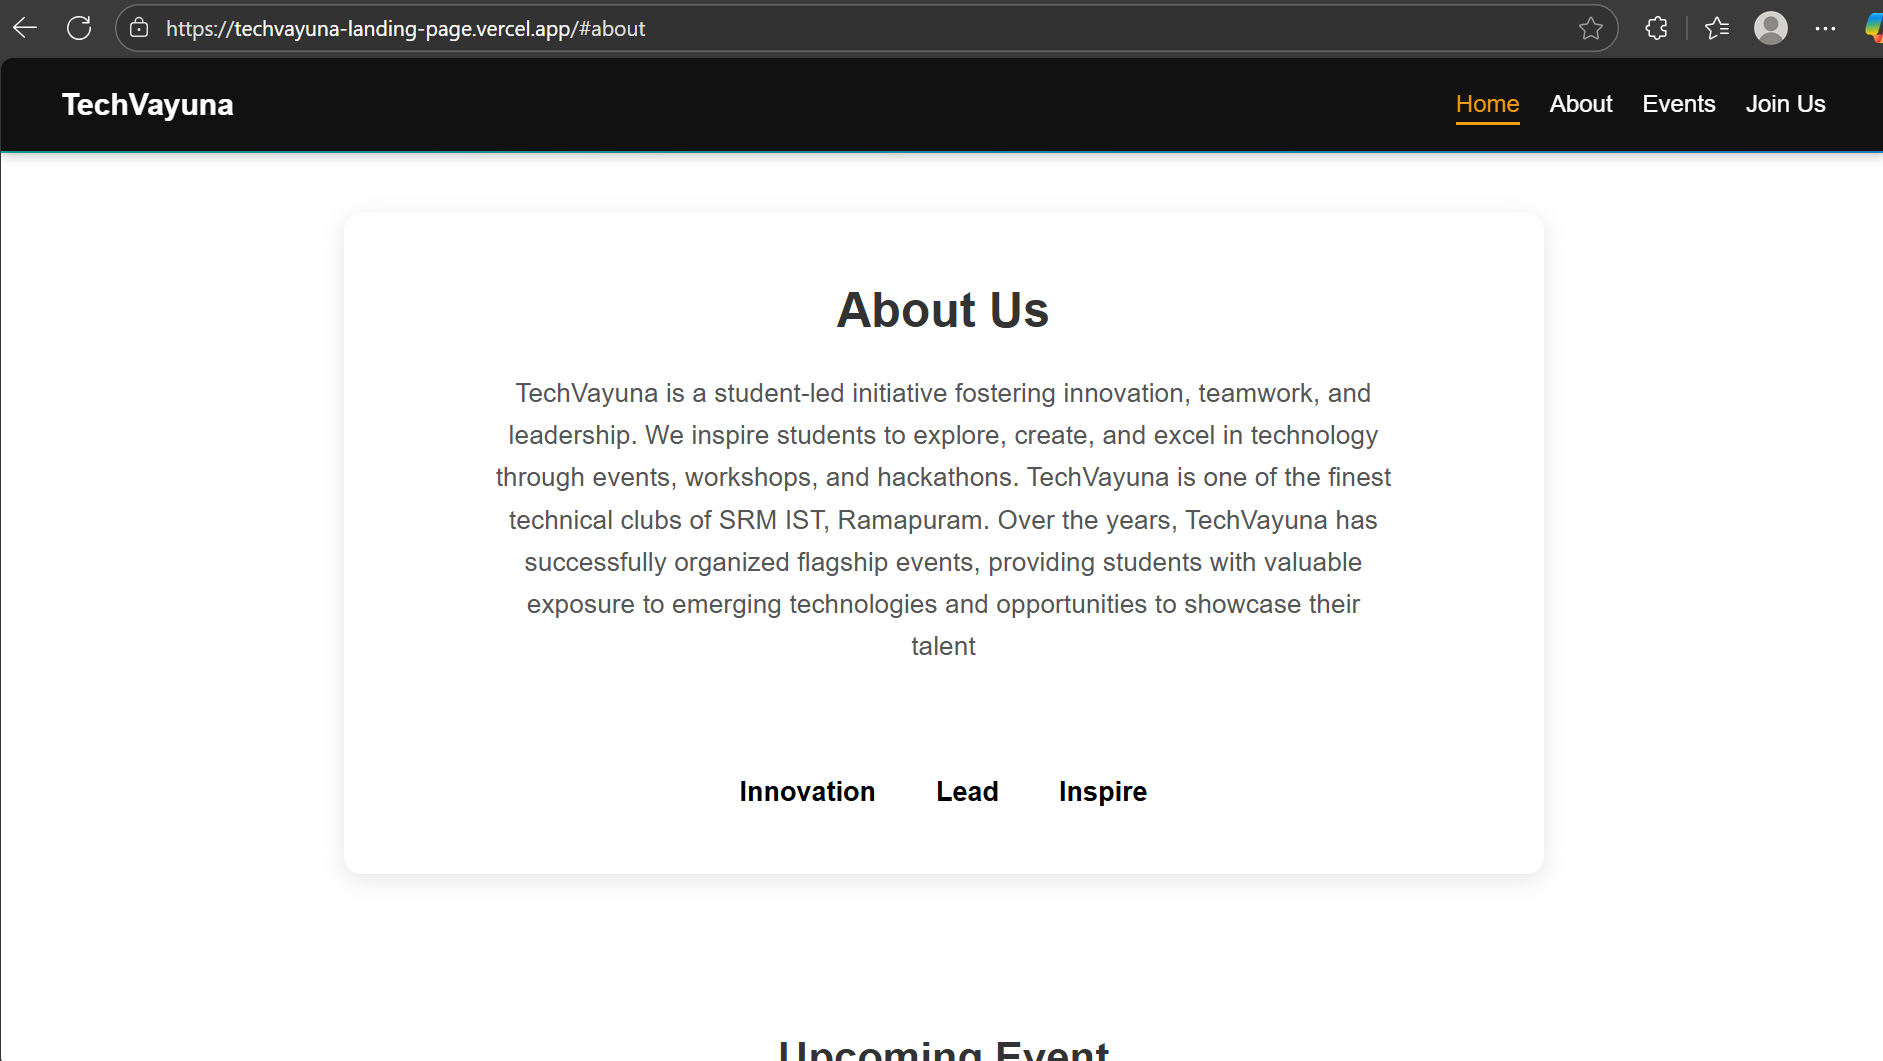 https://techvayuna-landing-page.vercel.app/#about
TechVayuna
Home About Events Join Us
About Us
TechVayuna is a student-led initiative fostering innovation, teamwork, and
leadership. We inspire students to explore, create, and excel in technology
through events, workshops, and hackathons. TechVayuna is one of the finest
technical clubs of SRM IST, Ramapuram. Over the years, TechVayuna has
successfully organized flagship events, providing students with valuable
exposure to emerging technologies and opportunities to showcase their
talent
Innovation Lead Inspire
Upcoming Event